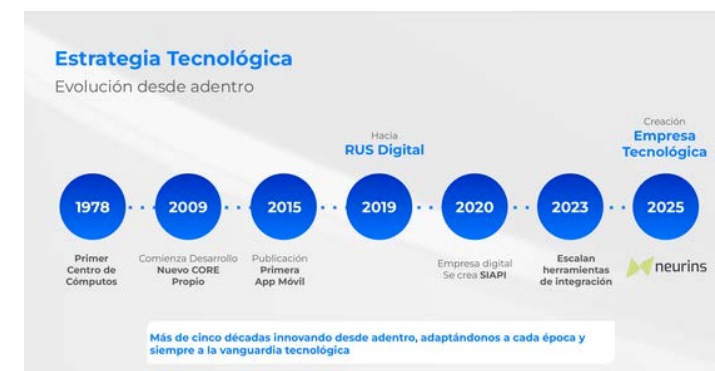 Estrategia Tecnológica
Evolución desde adentro
Hacia
RUS Digital
Creación
Empresa
Tecnológica
1978
2009
2015
2019
2020
2023
2025
Primer
Centro de
Cómputos
Comienza Desarrollo
Nuevo CORE
Propio
Publicación
Primera
App Móvil
Empresa digital
Se crea SIAPI
Escalan
herramientas
de integración
neurins
Más de cinco décadas innovando desde adentro, adaptándonos a cada época y
siempre a la vanguardia tecnológica